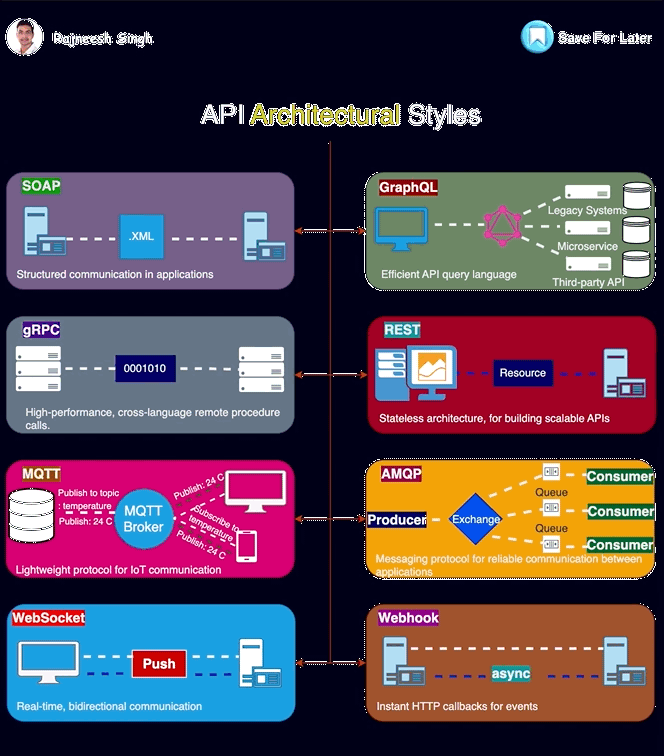 Rajneesh Singh
Save For Later
API Architectural Styles
SOAP
.XML
Structured communication in applications
GraphQL
Legacy Systems
Microservice
Third-party API
Efficient API query language
gRPC
0001010
High-performance, cross-language remote procedure
calls.
REST
Resource
Stateless architecture, for building scalable APIs
MQTT
Publish to topic
: temperature
Publish: 24 C
MQTT
Broker
Publish: 24 C
Subscribe to
temperature
Publish: 24 C
Lightweight protocol for IoT communication
AMQP
Producer
Exchange
Queue
Queue
Consumer
Consumer
Consumer
Messaging protocol for reliable communication between
applications
WebSocket
Push
Real-time, bidirectional communication
Webhook
async
Instant HTTP callbacks for events